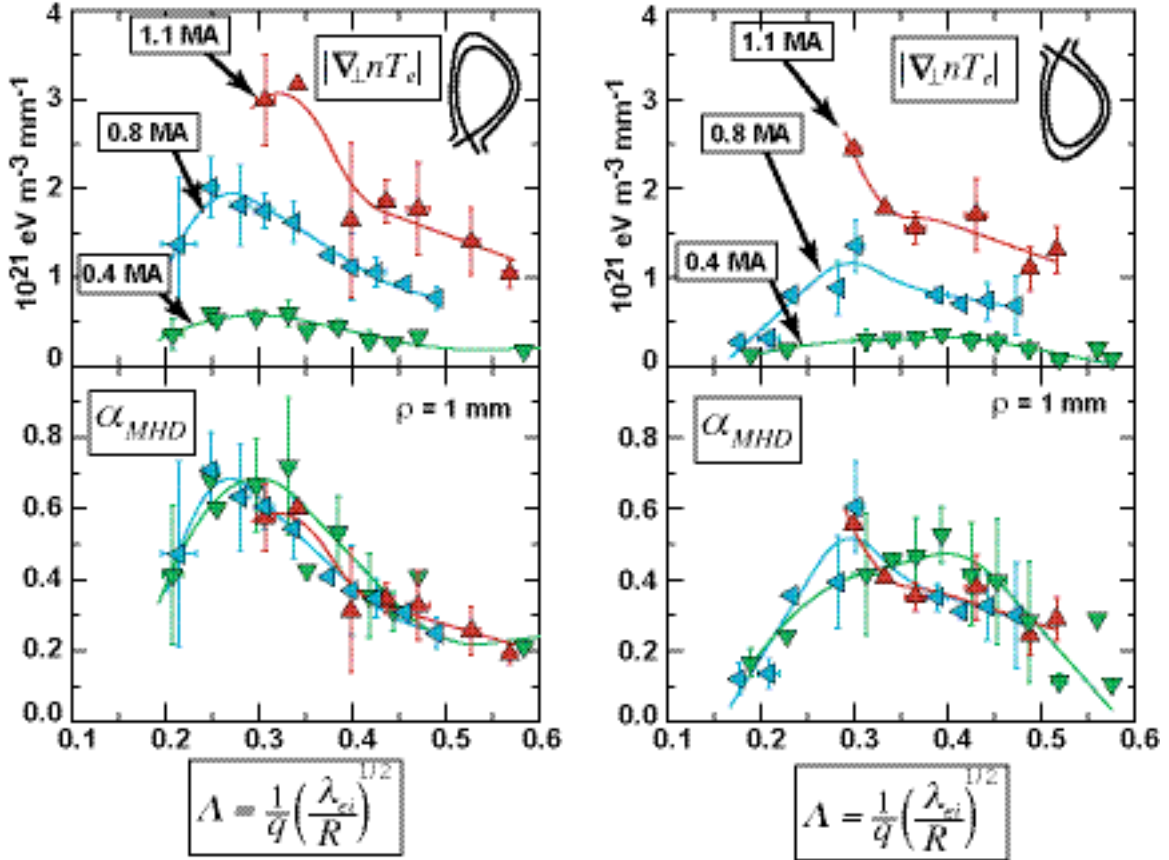 4
3
2
1
0
10²¹ eV m⁻³ mm⁻¹
1.1 MA
0.8 MA
0.4 MA
|∇⊥nTₑ|
α_MHD
ρ = 1 mm
0.8
0.6
0.4
0.2
0.0
0.1 0.2 0.3 0.4 0.5 0.6
Λ = 1/q (λ_ei/R)^1/2
4
3
2
1
0
10²¹ eV m⁻³ mm⁻¹
1.1 MA
0.8 MA
0.4 MA
|∇⊥nTₑ|
α_MHD
ρ = 1 mm
0.8
0.6
0.4
0.2
0.0
0.1 0.2 0.3 0.4 0.5 0.6
Λ = 1/q (λ_ei/R)^1/2